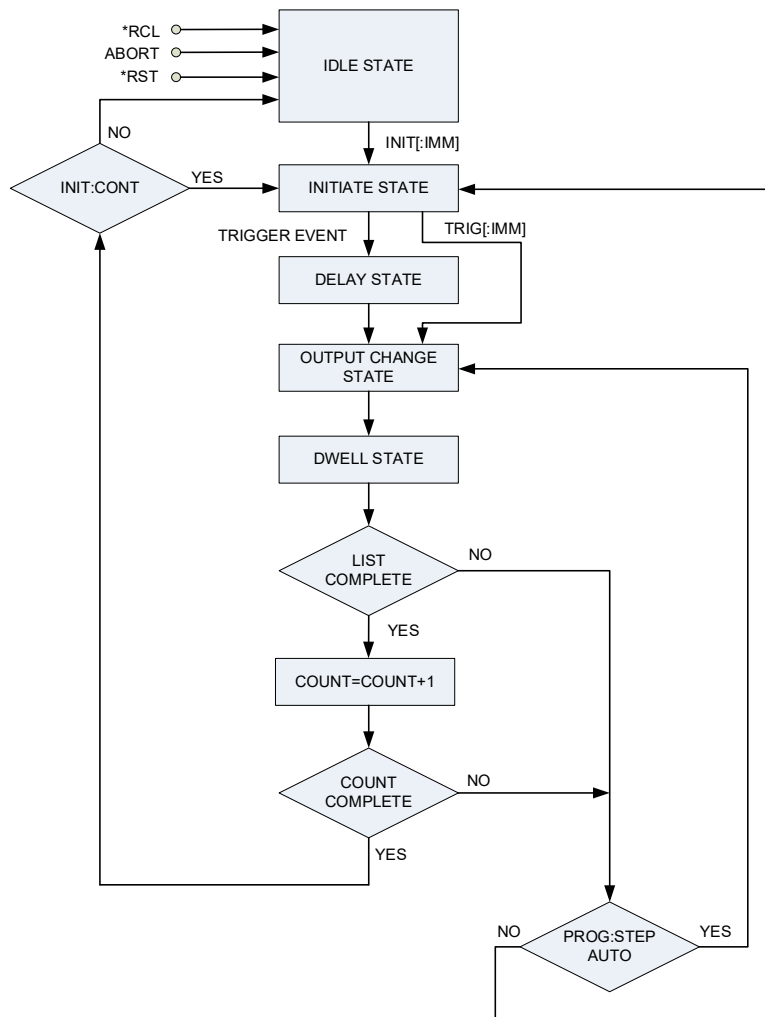 *RCL
ABORT
*RST
IDLE STATE
NO
INIT[:IMM]
INIT:CONT
YES
INITIATE STATE
TRIGGER EVENT
TRIG[:IMM]
DELAY STATE
OUTPUT CHANGE
STATE
DWELL STATE
LIST
COMPLETE
NO
YES
COUNT=COUNT+1
COUNT
COMPLETE
NO
YES
NO
PROG:STEP
AUTO
YES